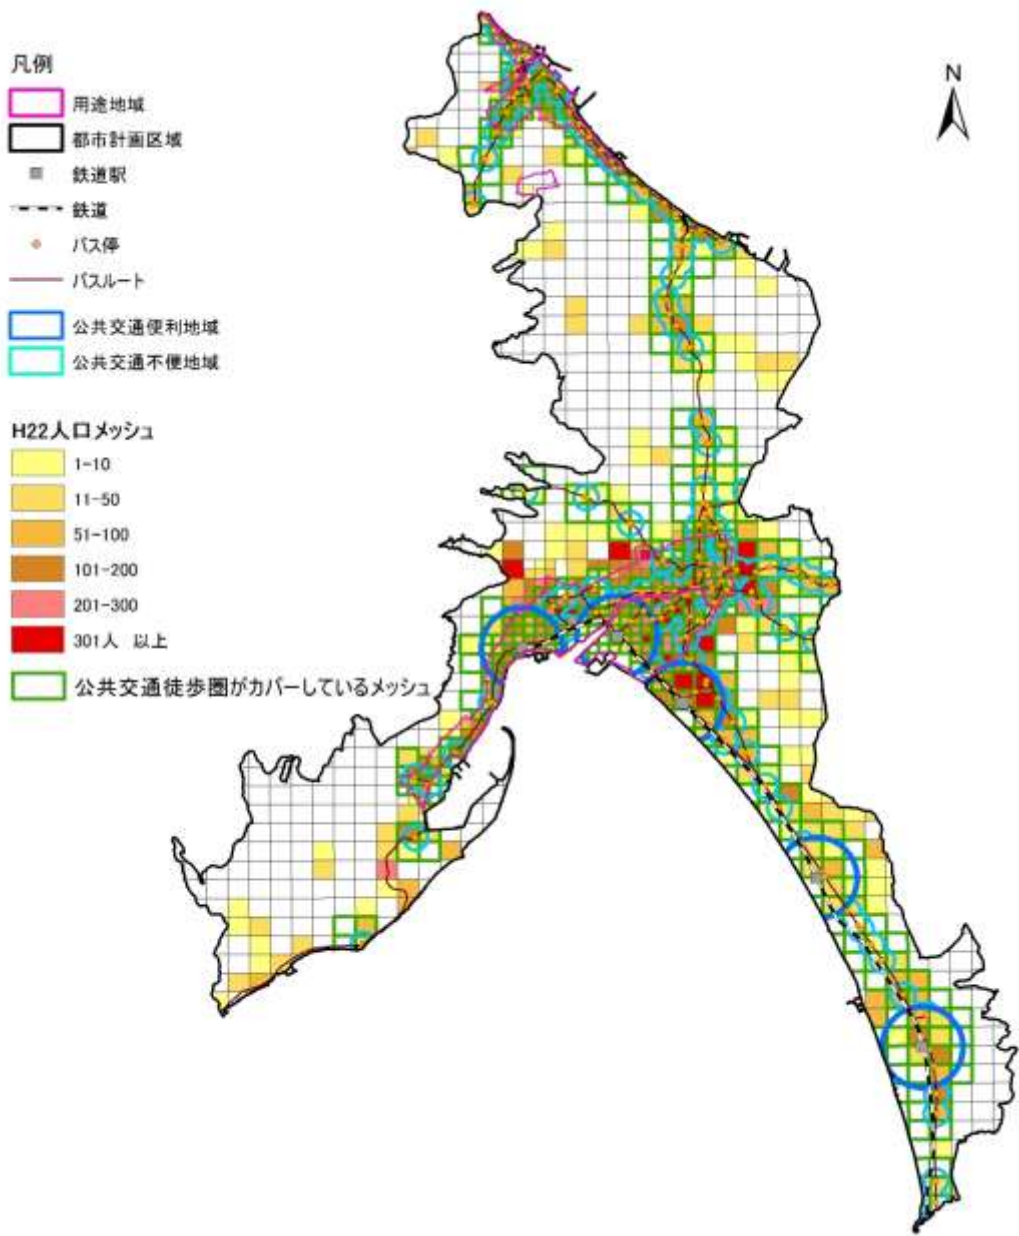 凡例
用途地域
都市計画区域
鉄道駅
鉄道
バス停
バスルート
公共交通便利地域
公共交通不便地域
H22人口メッシュ
1-10
11-50
51-100
101-200
201-300
301人 以上
公共交通徒歩圏がカバーしているメッシュ
N